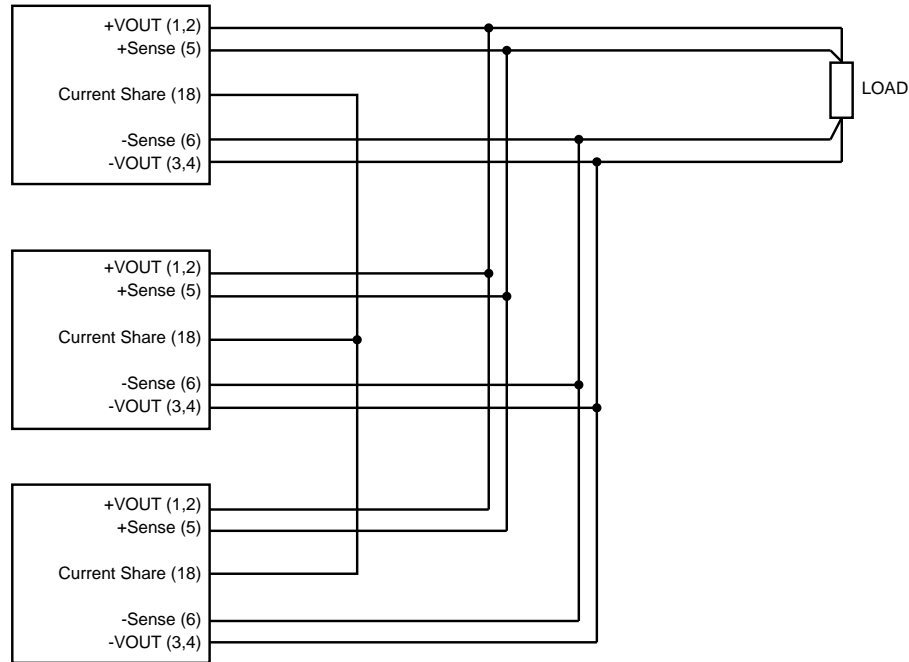 +VOUT (1,2)
+Sense (5)
Current Share (18)
-Sense (6)
-VOUT (3,4)
LOAD
+VOUT (1,2)
+Sense (5)
Current Share (18)
-Sense (6)
-VOUT (3,4)
+VOUT (1,2)
+Sense (5)
Current Share (18)
-Sense (6)
-VOUT (3,4)